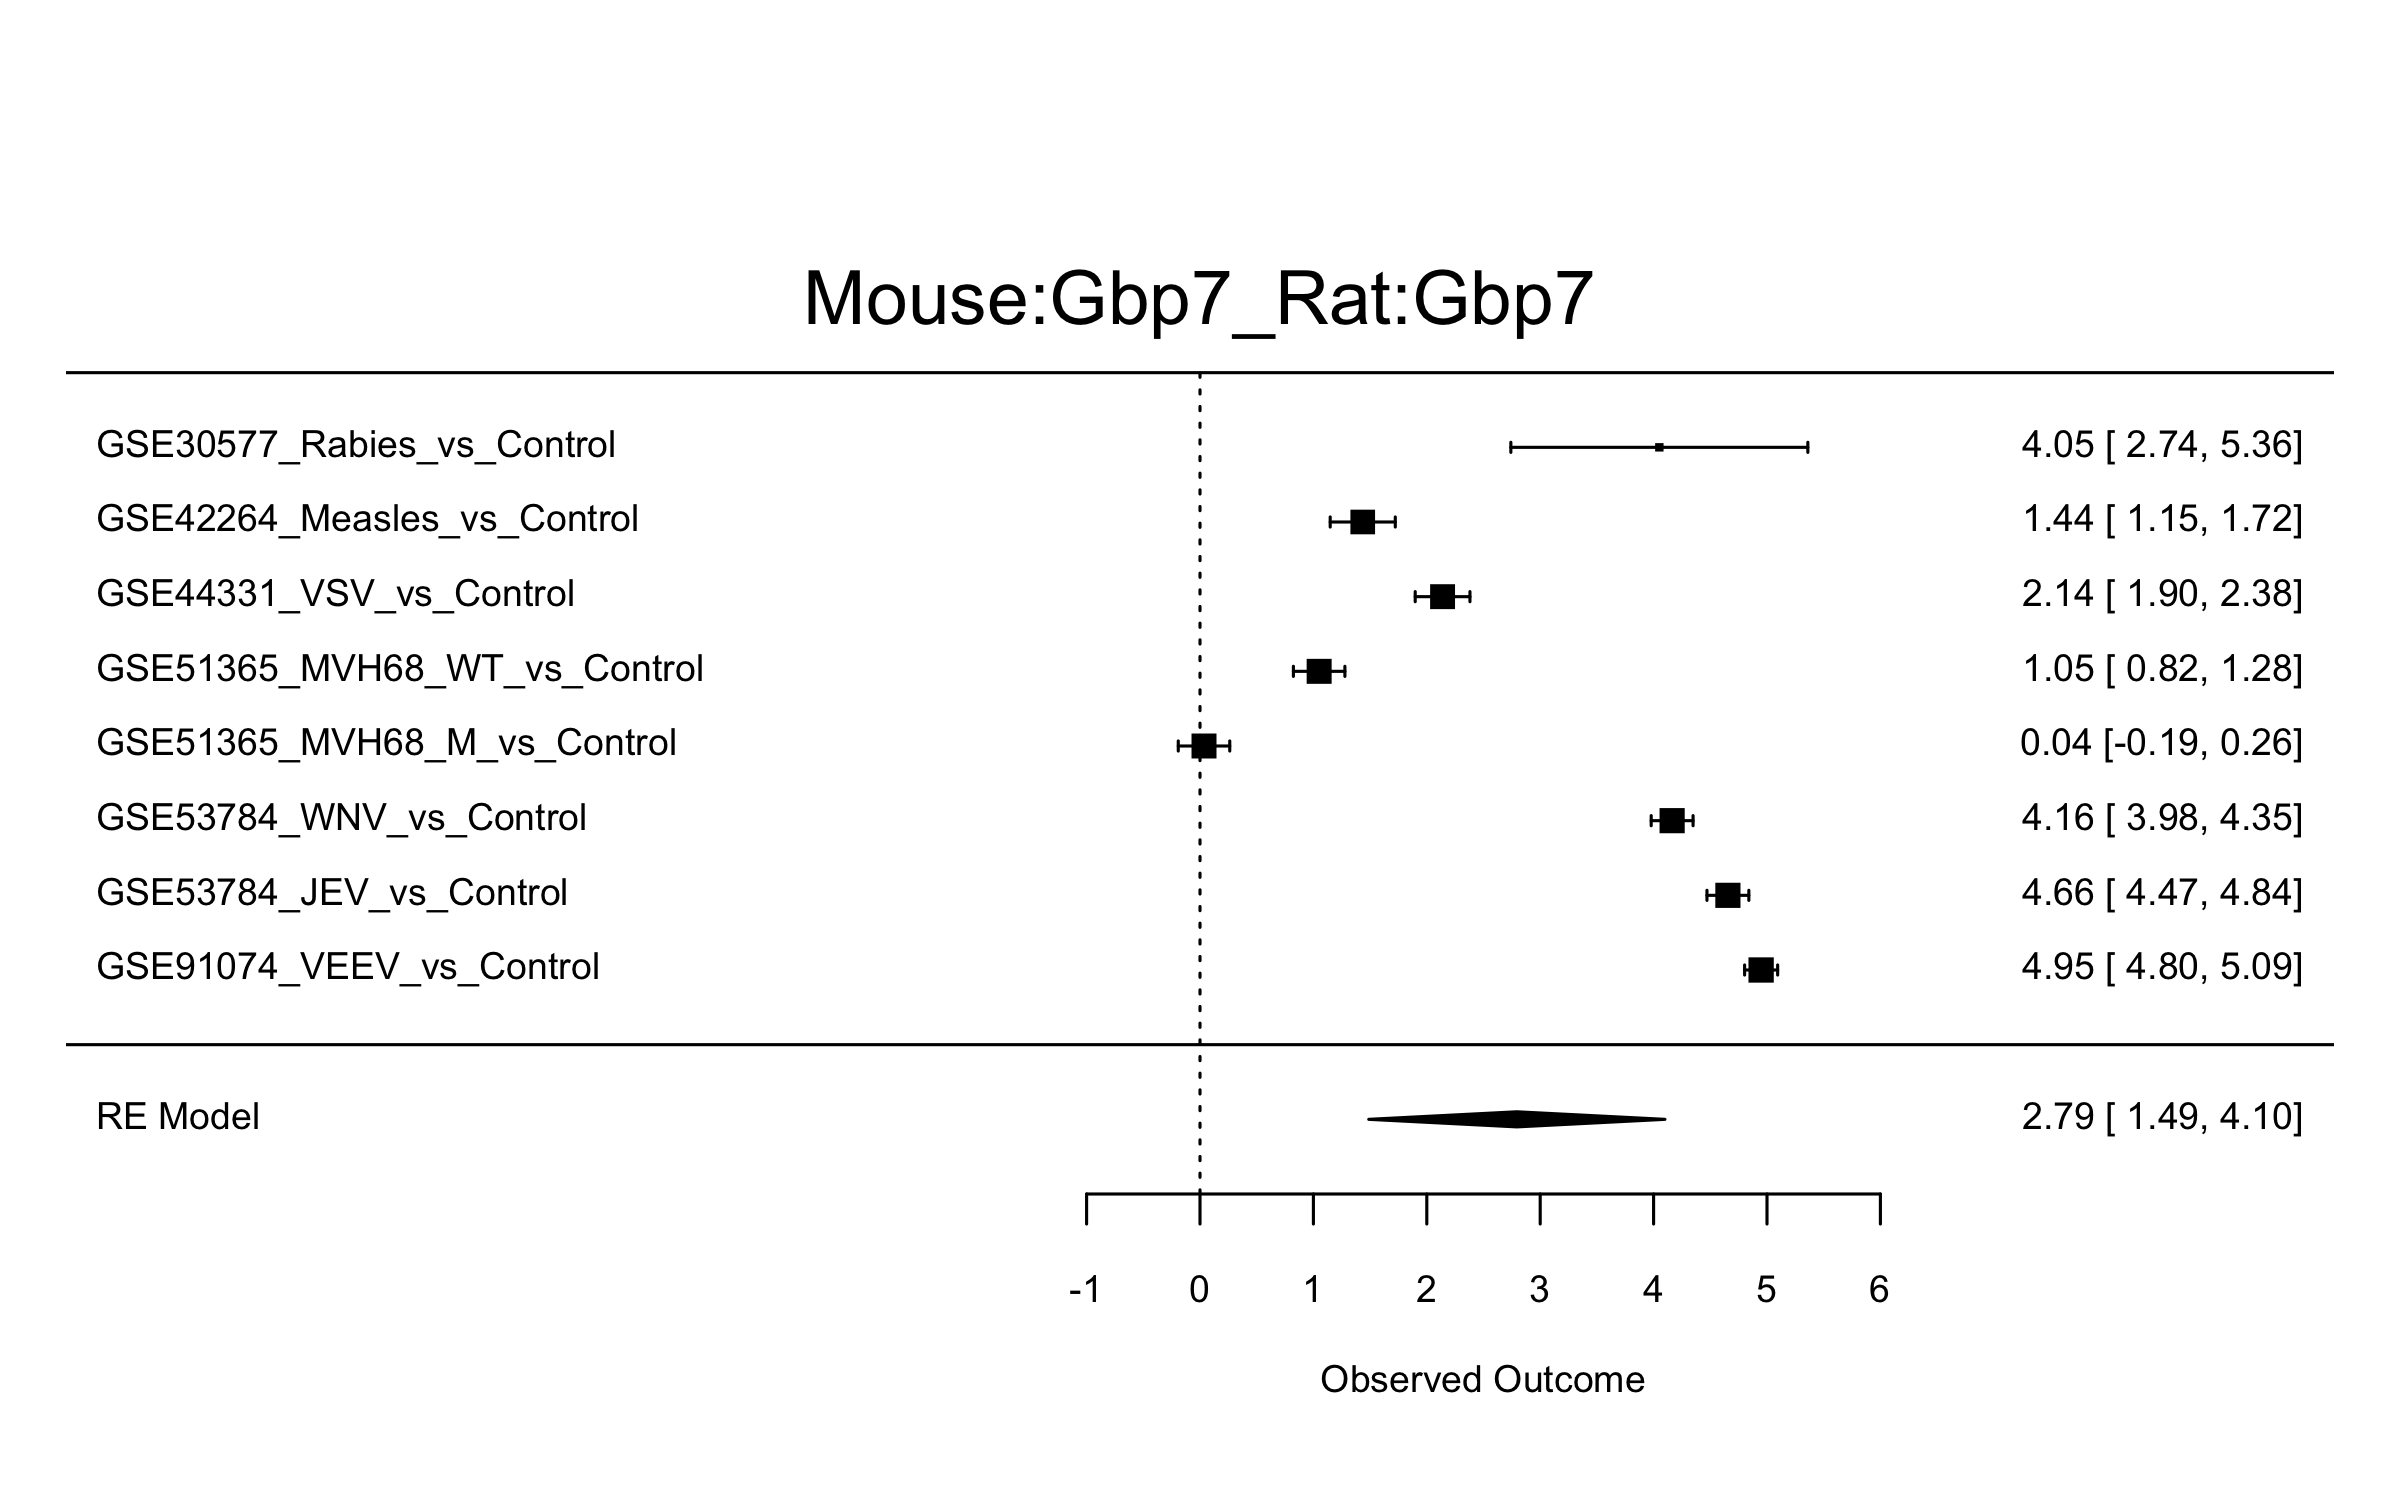 Mouse:Gbp7_Rat:Gbp7
GSE30577_Rabies_vs_Control 4.05 [ 2.74, 5.36]
GSE42264_Measles_vs_Control 1.44 [ 1.15, 1.72]
GSE44331_VSV_vs_Control 2.14 [ 1.90, 2.38]
GSE51365_MVH68_WT_vs_Control 1.05 [ 0.82, 1.28]
GSE51365_MVH68_M_vs_Control 0.04 [-0.19, 0.26]
GSE53784_WNV_vs_Control 4.16 [ 3.98, 4.35]
GSE53784_JEV_vs_Control 4.66 [ 4.47, 4.84]
GSE91074_VEEV_vs_Control 4.95 [ 4.80, 5.09]
RE Model 2.79 [ 1.49, 4.10]
-1 0 1 2 3 4 5 6
Observed Outcome